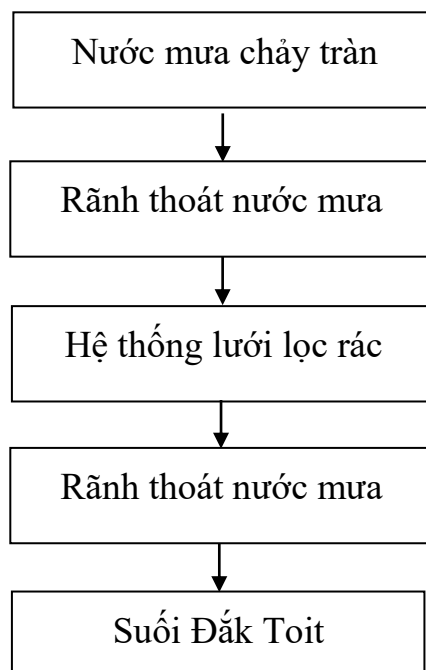 Nước mưa chảy tràn
Rãnh thoát nước mưa
Hệ thống lưới lọc rác
Rãnh thoát nước mưa
Suối Đắk Toit